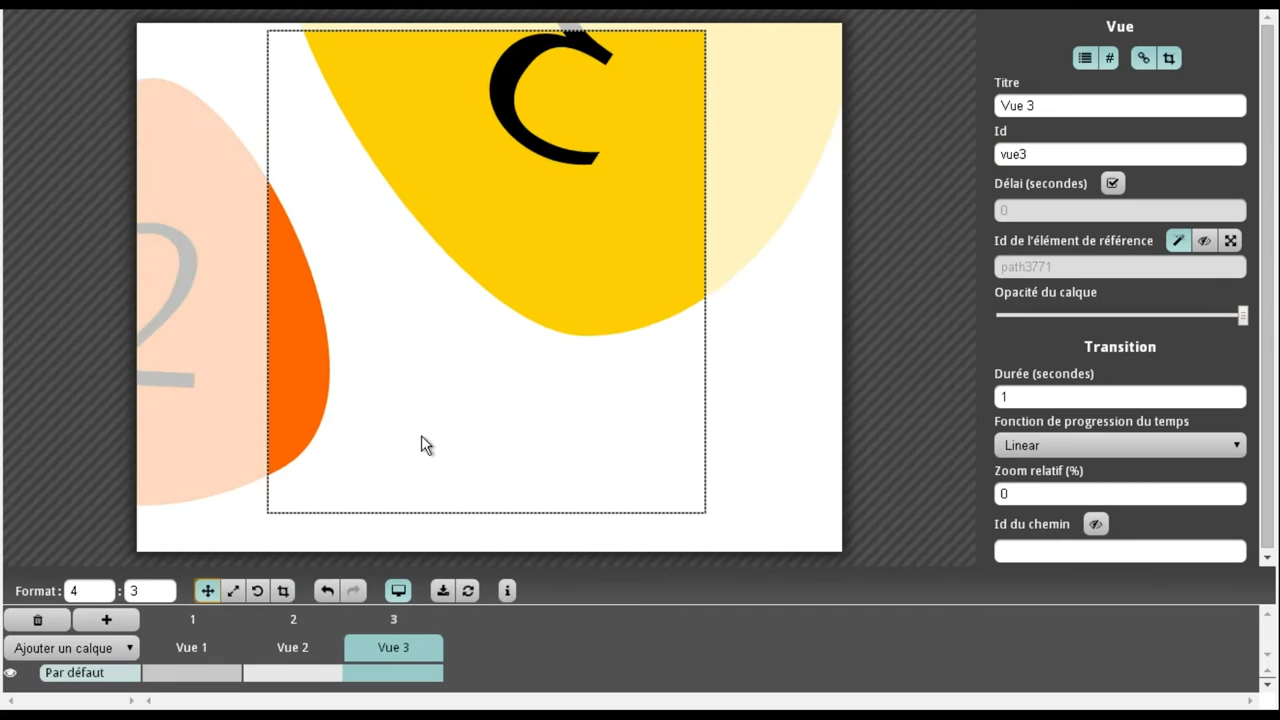 C
2
Vue
#
Titre
Vue 3
Id
vue3
Délai (secondes)
0
Id de l'élément de référence
path3771
Opacité du calque
Transition
Durée (secondes)
1
Fonction de progression du temps
Linear
Zoom relatif (%)
0
Id du chemin
Format : 4 : 3
1 2 3
Ajouter un calque Vue 1 Vue 2 Vue 3
Par défaut